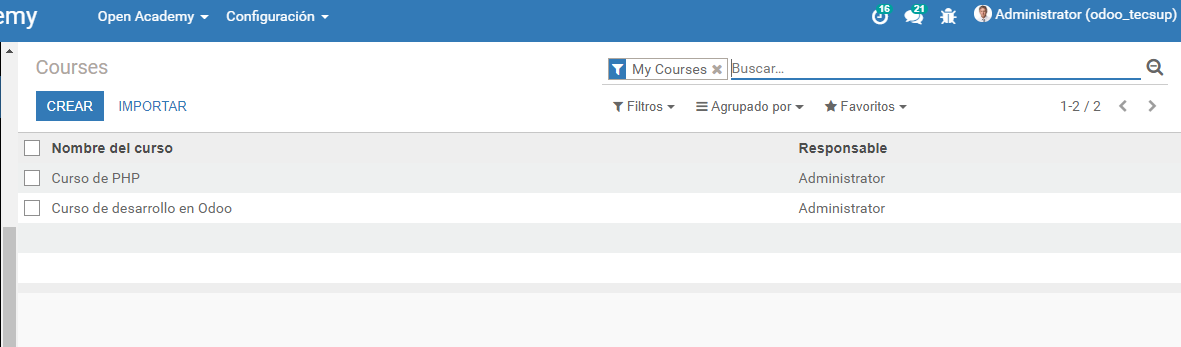 emy Open Academy Configuración 16 21 Administrator (odoo_tecsup)
Courses My Courses Buscar...
CREAR IMPORTAR Filtros Agrupado por Favoritos 1-2 / 2
Nombre del curso Responsable
Curso de PHP Administrator
Curso de desarrollo en Odoo Administrator